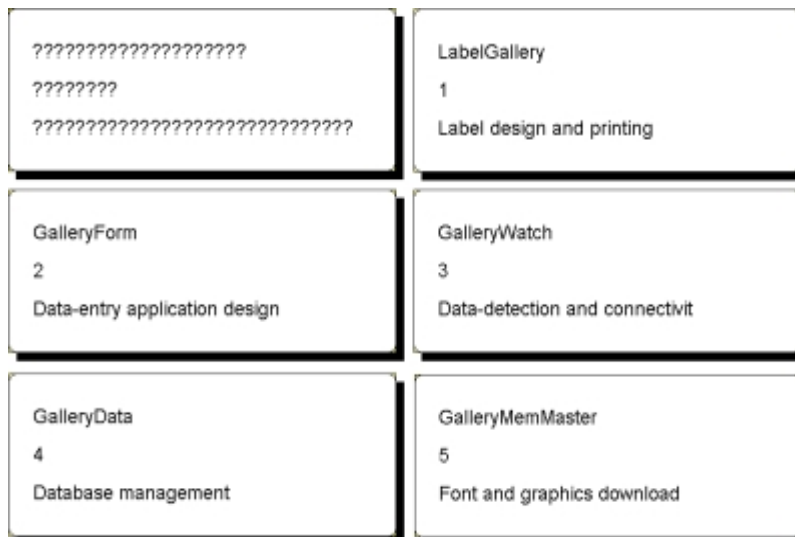 ????????????????????
????????
??????????????????????????????
LabelGallery
1
Label design and printing
GalleryForm
2
Data-entry application design
GalleryWatch
3
Data-detection and connectivit
GalleryData
4
Database management
GalleryMemMaster
5
Font and graphics download